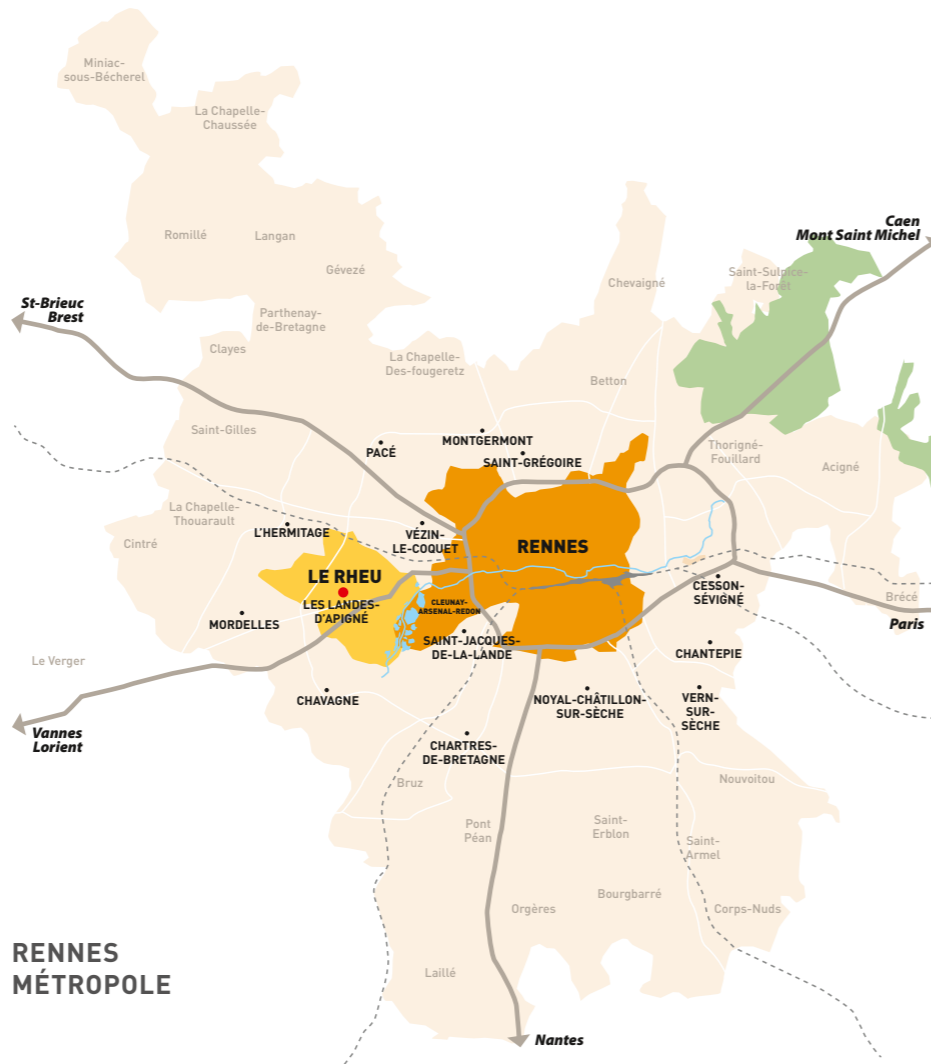 Miniac-
sous-Bécherel
La Chapelle-
Chaussée
Caen
Mont Saint Michel
Romillé
Langan
Gévezé
Chevaigné
Saint-Sulpice-
la-Forêt
St-Brieuc
Brest
Parthenay-
de-Bretagne
Clayes
La Chapelle-
Des-fougeretz
Betton
Saint-Gilles
PACÉ
MONTGERMONT
SAINT-GRÉGOIRE
Thorigné-
Fouillard
Acigné
La Chapelle-
Thouarault
Cintré
L'HERMITAGE
VÉZIN-
LE-COQUET
RENNES
LE RHEU
LES LANDES-
D'APIGNÉ
CLEUNAY-
ARSENAL-REDON
CESSON-
SÉVIGNÉ
Brécé
Paris
MORDELLES
SAINT-JACQUES-
DE-LA-LANDE
CHANTEPIE
Le Verger
CHAVAGNE
NOYAL-CHÂTILLON-
SUR-SÈCHE
VERN-
SUR-
SÈCHE
Vannes
Lorient
CHARTRES-
DE-BRETAGNE
Bruz
Nouvoitou
Pont
Péan
Saint-
Erblon
Saint-
Armel
Bourgbarré
Orgères
Corps-Nuds
RENNES
MÉTROPOLE
Laillé
Nantes